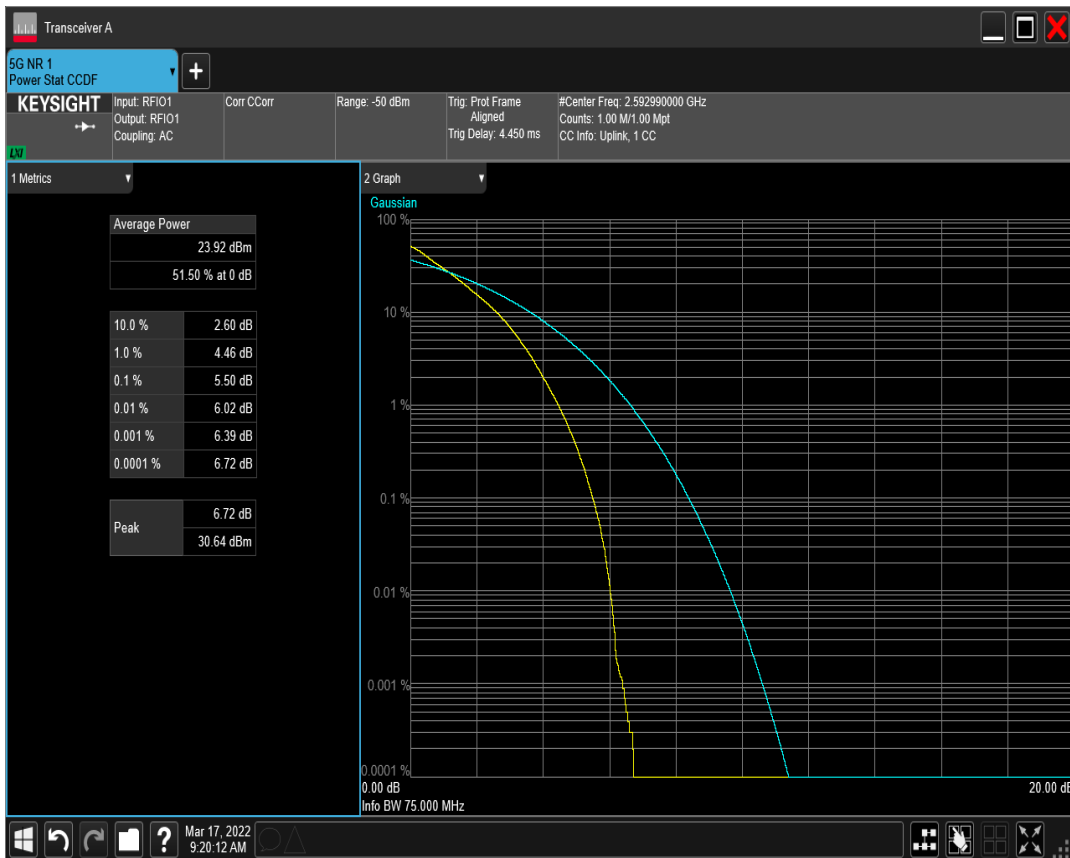 Transceiver A
5G NR 1
Power Stat CCDF
+
KEYSIGHT
LXI
Input: RFIO1
Output: RFIO1
Coupling: AC
Corr CCorr
Range: -50 dBm
Trig: Prot Frame
Aligned
Trig Delay: 4.450 ms
#Center Freq: 2.592990000 GHz
Counts: 1.00 M/1.00 Mpt
CC Info: Uplink, 1 CC
1 Metrics
Average Power
23.92 dBm
51.50 % at 0 dB
10.0 % 2.60 dB
1.0 % 4.46 dB
0.1 % 5.50 dB
0.01 % 6.02 dB
0.001 % 6.39 dB
0.0001 % 6.72 dB
Peak
6.72 dB
30.64 dBm
2 Graph
Gaussian
100 %
10 %
1 %
0.1 %
0.01 %
0.001 %
0.0001 %
0.00 dB
20.00 dB
Info BW 75.000 MHz
?
Mar 17, 2022
9:20:12 AM